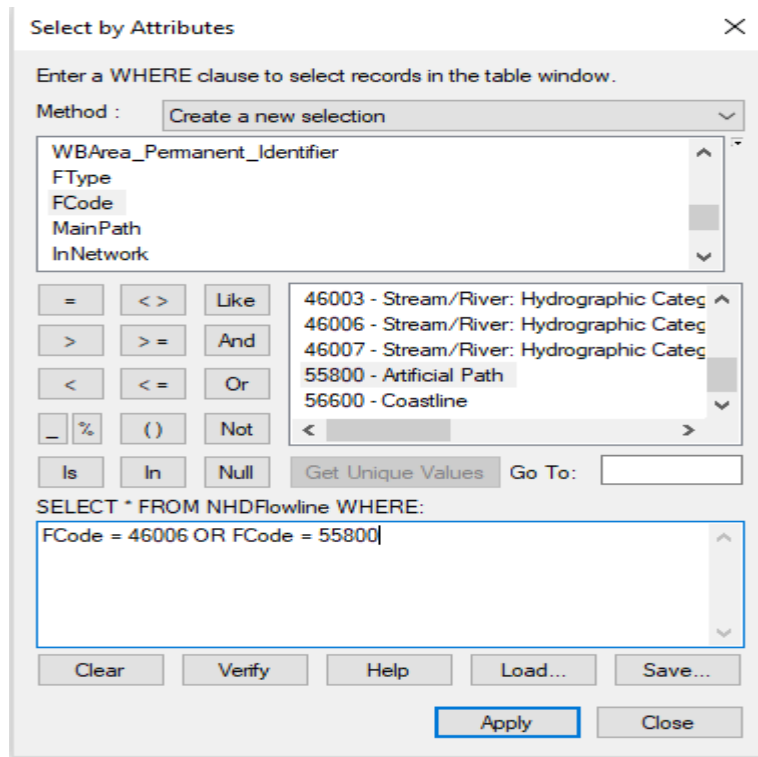 Select by Attributes
Enter a WHERE clause to select records in the table window.
Method : Create a new selection
WBArea_Permanent_Identifier
FType
FCode
MainPath
InNetwork
= < > Like
> > = And
< < = Or
_ % ( ) Not
Is In Null
46003 - Stream/River: Hydrographic Categ
46006 - Stream/River: Hydrographic Categ
46007 - Stream/River: Hydrographic Categ
55800 - Artificial Path
56600 - Coastline
Get Unique Values Go To:
SELECT * FROM NHDFlowline WHERE:
FCode = 46006 OR FCode = 55800
Clear Verify Help Load... Save...
Apply Close